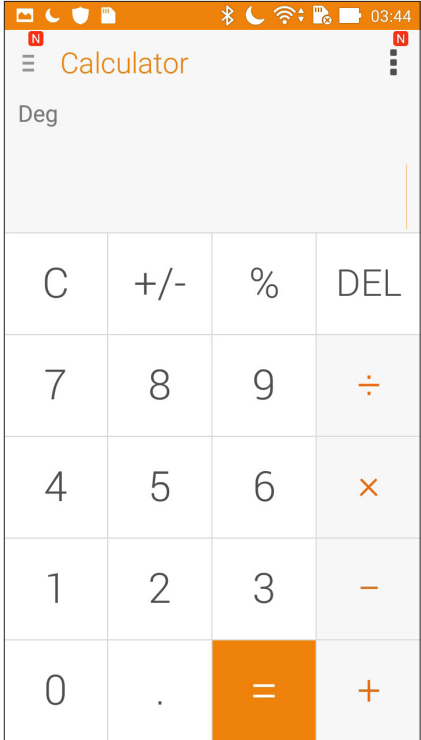 03:44
N
N
Calculator
Deg
C +/- % DEL
7 8 9 ÷
4 5 6 ×
1 2 3 −
0 . = +